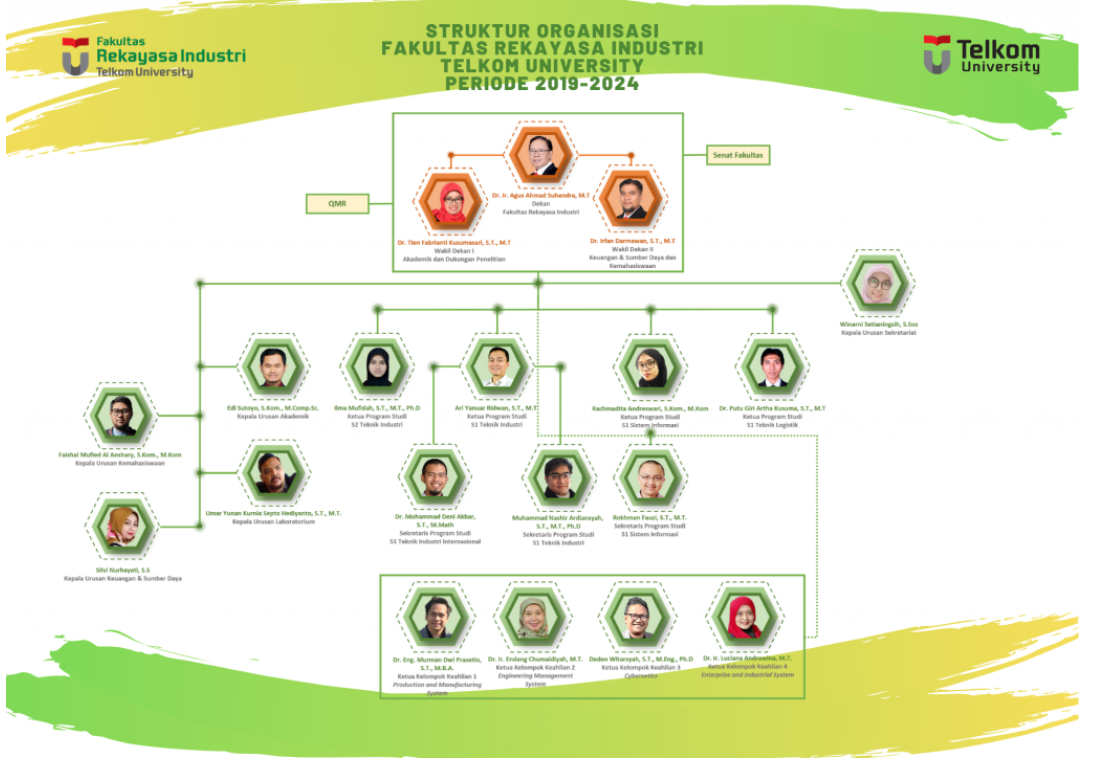 Fakultas
Rekayasa Industri
Telkom University
STRUKTUR ORGANISASI
FAKULTAS REKAYASA INDUSTRI
TELKOM UNIVERSITY
PERIODE 2019-2024
Telkom
University
Senat Fakultas
QMR
Dr. Ir. Agus Ahmad Suhendra, M.T
Dekan
Fakultas Rekayasa Industri
Dr. Tien Fabrianti Kusumasari, S.T., M.T
Wakil Dekan I
Akademik dan Dukungan Penelitian
Dr. Irfan Darmawan, S.T., M.T
Wakil Dekan II
Keuangan & Sumber Daya dan
Kemahasiswaan
Winarni Setianingsih, S.Sos
Kepala Urusan Sekretariat
Edi Sutoyo, S.Kom., M.Comp.Sc.
Kepala Urusan Akademik
Ilma Mufidah, S.T., M.T., Ph.D
Ketua Program Studi
S2 Teknik Industri
Ari Yanuar Ridwan, S.T., M.T.
Ketua Program Studi
S1 Teknik Industri
Rachmadita Andreswari, S.Kom., M.Kom
Ketua Program Studi
S1 Sistem Informasi
Dr. Putu Giri Artha Kusuma, S.T., M.T
Ketua Program Studi
S1 Teknik Logistik
Faishal Mufied Al Anshary, S.Kom., M.Kom
Kepala Urusan Kemahasiswaan
Umar Yunan Kurnia Septo Hediyanto, S.T., M.T.
Kepala Urusan Laboratorium
Dr. Mohammad Deni Akbar,
S.T., M.Math
Sekretaris Program Studi
S1 Teknik Industri Internasional
Muhammad Nashir Ardiansyah,
S.T., M.T., Ph.D
Sekretaris Program Studi
S1 Teknik Industri
Rokhman Fauzi, S.T., M.T.
Sekretaris Program Studi
S1 Sistem Informasi
Silvi Nurhayati, S.S
Kepala Urusan Keuangan & Sumber Daya
Dr. Eng. Murman Dwi Prasetio,
S.T., M.B.A.
Ketua Kelompok Keahlian 1
Production and Manufacturing
System
Dr. Ir. Endang Chumaidiyah, M.T.
Ketua Kelompok Keahlian 2
Engineering Management
System
Deden Witarsyah, S.T., M.Eng., Ph.D
Ketua Kelompok Keahlian 3
Cybernetics
Dr. Ir. Luciana Andrawina, M.T.
Ketua Kelompok Keahlian 4
Enterprise and Industrial System